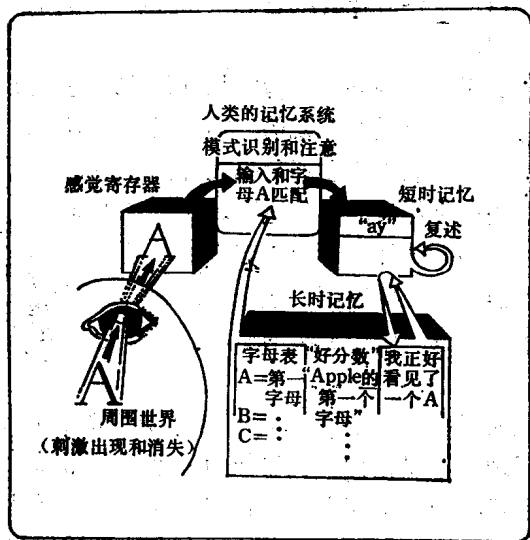 人类的记忆系统
模式识别和注意
输入和字
母A匹配
感觉寄存器
A
短时记忆
“ay”
复述
A
周围世界
（刺激出现和消失）
长时记忆
字母表
A=第一
字母
B=⋮
C=⋮
“好分数”
“Apple的
第一个
字母”
⋮
我正好
看见了
一个A